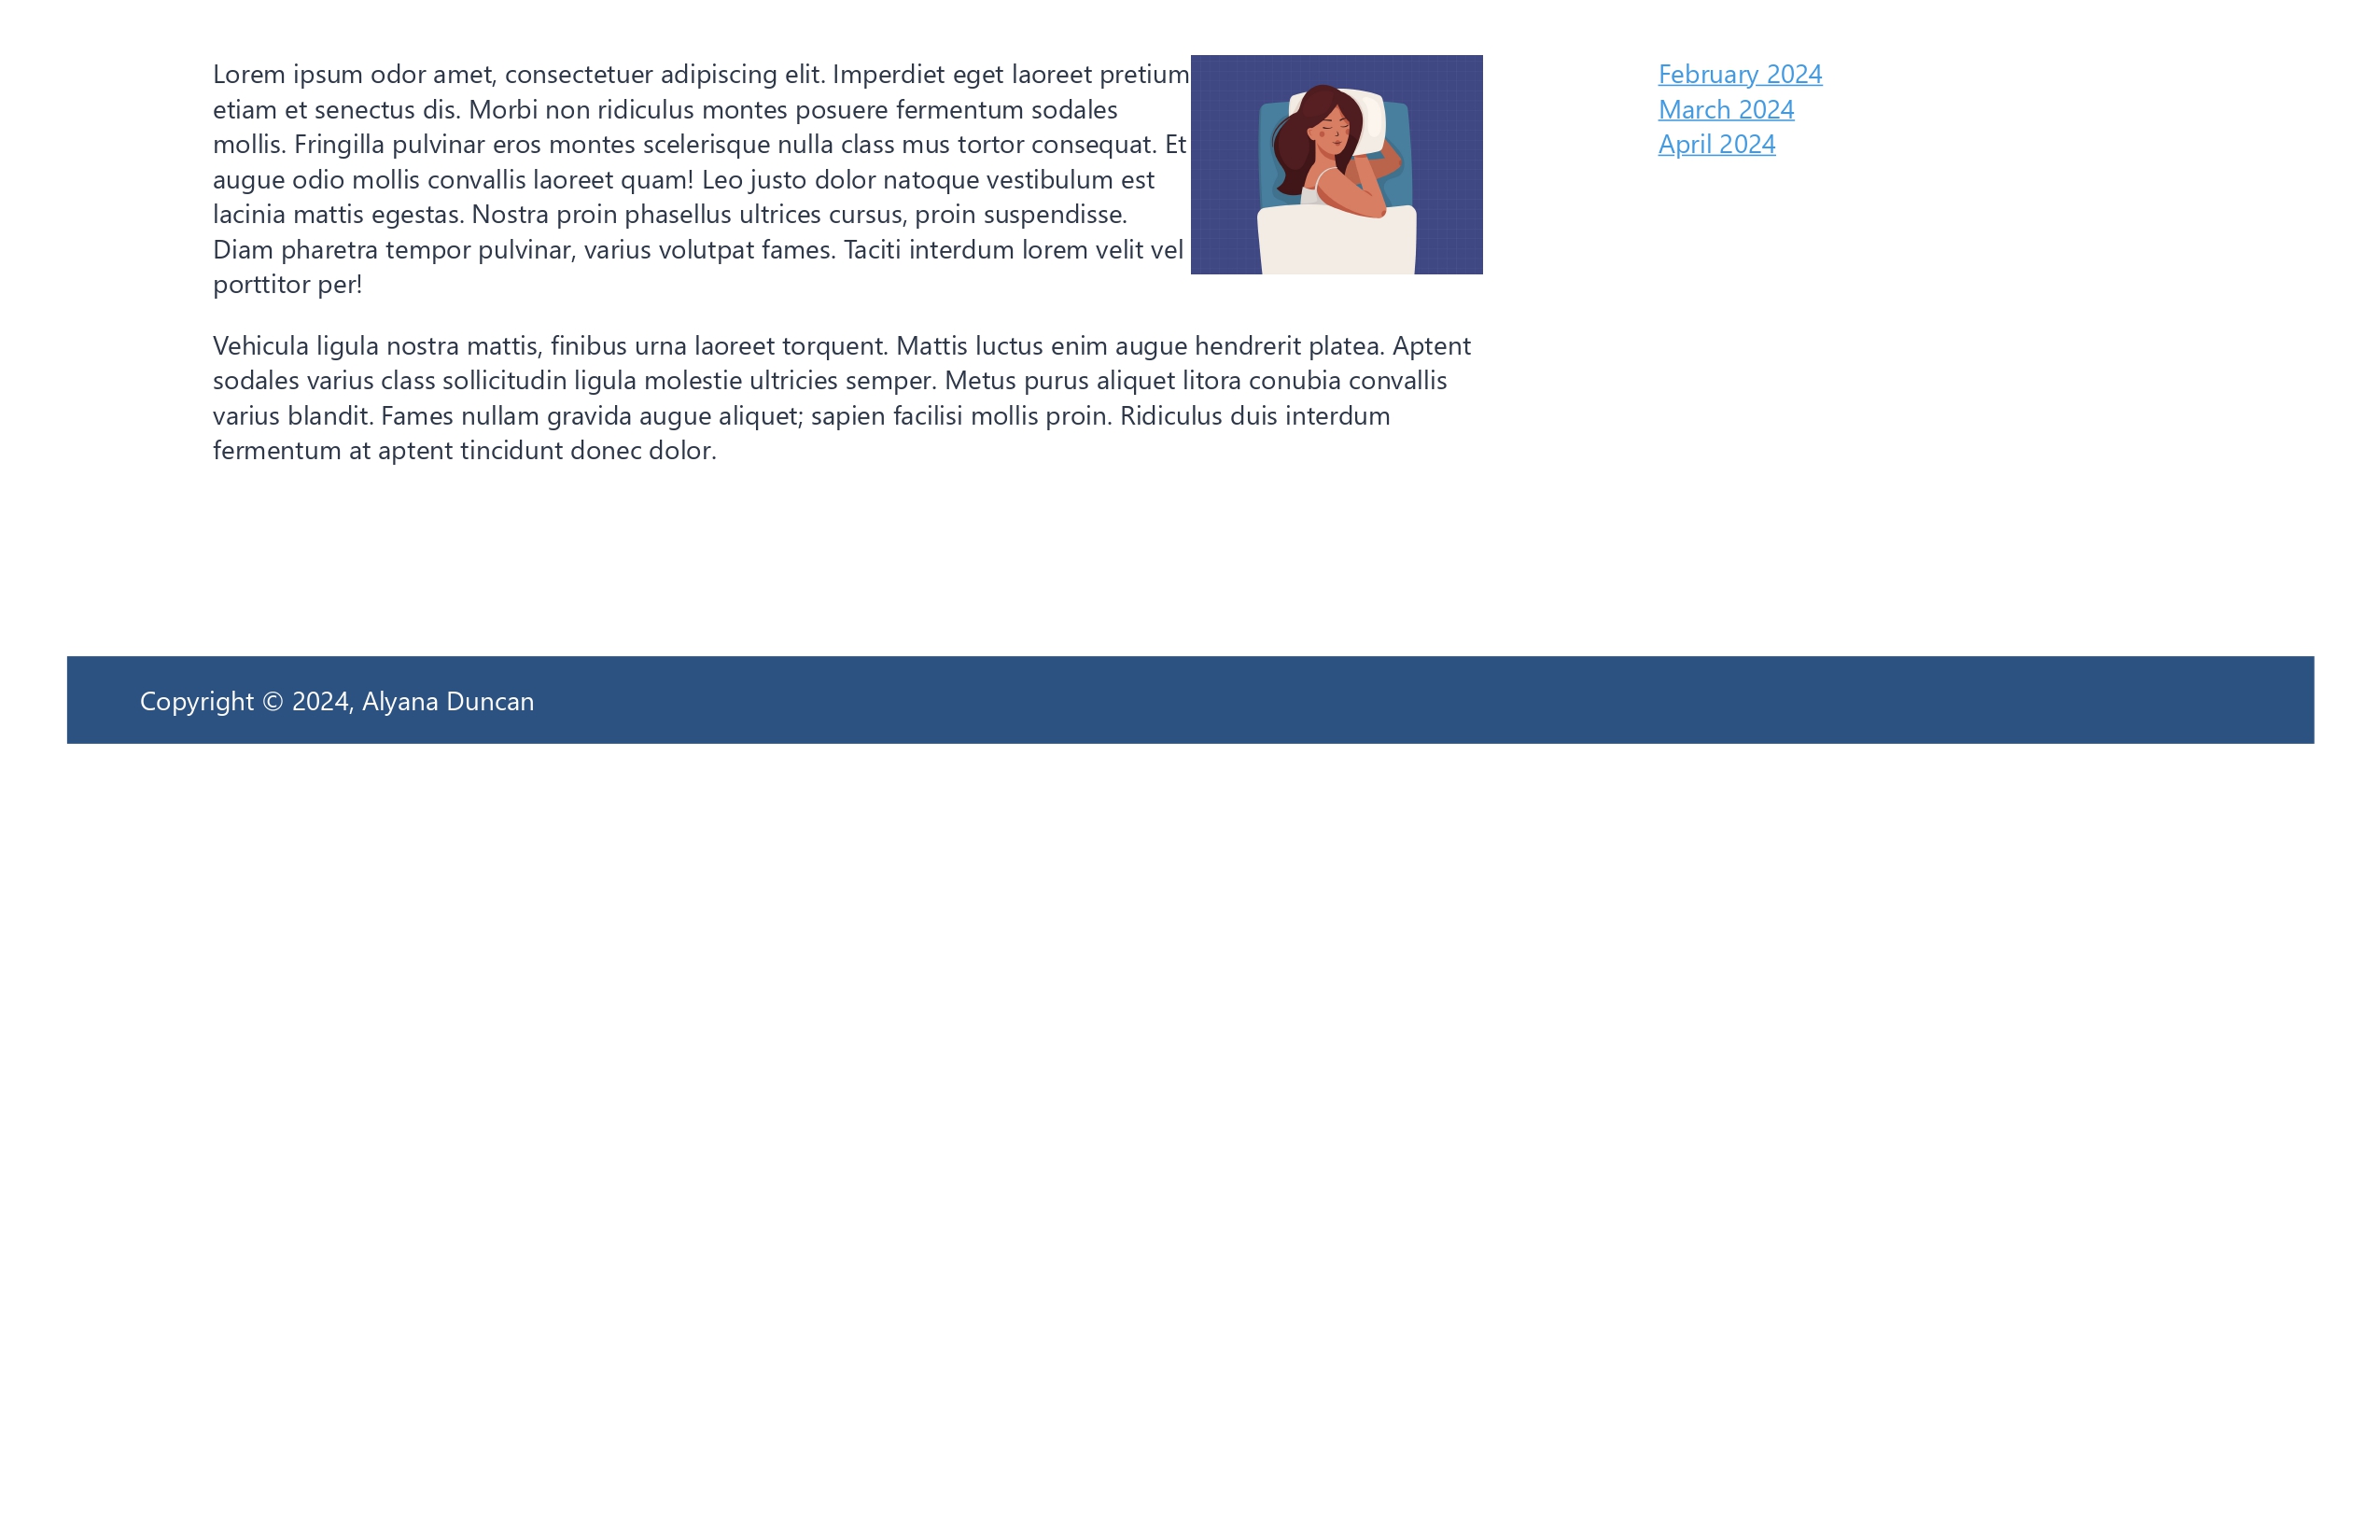 Lorem ipsum odor amet, consectetuer adipiscing elit. Imperdiet eget laoreet pretium
etiam et senectus dis. Morbi non ridiculus montes posuere fermentum sodales
mollis. Fringilla pulvinar eros montes scelerisque nulla class mus tortor consequat. Et
augue odio mollis convallis laoreet quam! Leo justo dolor natoque vestibulum est
lacinia mattis egestas. Nostra proin phasellus ultrices cursus, proin suspendisse.
Diam pharetra tempor pulvinar, varius volutpat fames. Taciti interdum lorem velit vel
porttitor per!
Vehicula ligula nostra mattis, finibus urna laoreet torquent. Mattis luctus enim augue hendrerit platea. Aptent
sodales varius class sollicitudin ligula molestie ultricies semper. Metus purus aliquet litora conubia convallis
varius blandit. Fames nullam gravida augue aliquet; sapien facilisi mollis proin. Ridiculus duis interdum
fermentum at aptent tincidunt donec dolor.
February 2024
March 2024
April 2024
Copyright © 2024, Alyana Duncan